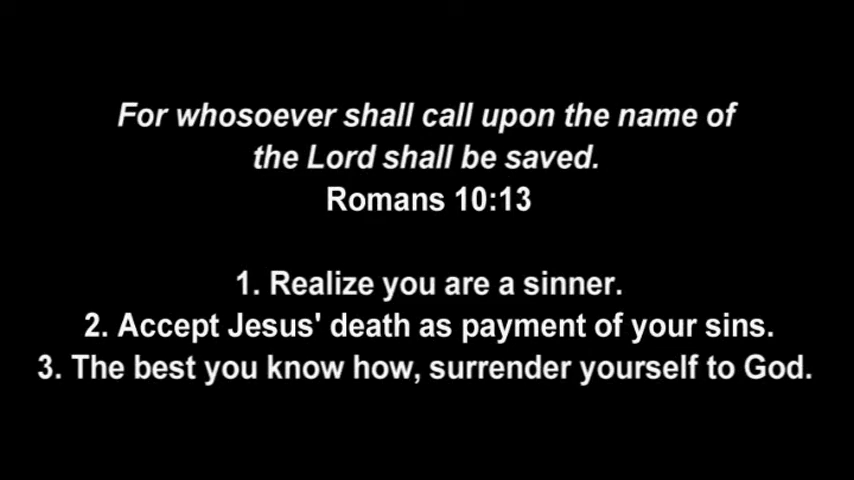 For whosoever shall call upon the name of
the Lord shall be saved.
Romans 10:13
1. Realize you are a sinner.
2. Accept Jesus' death as payment of your sins.
3. The best you know how, surrender yourself to God.